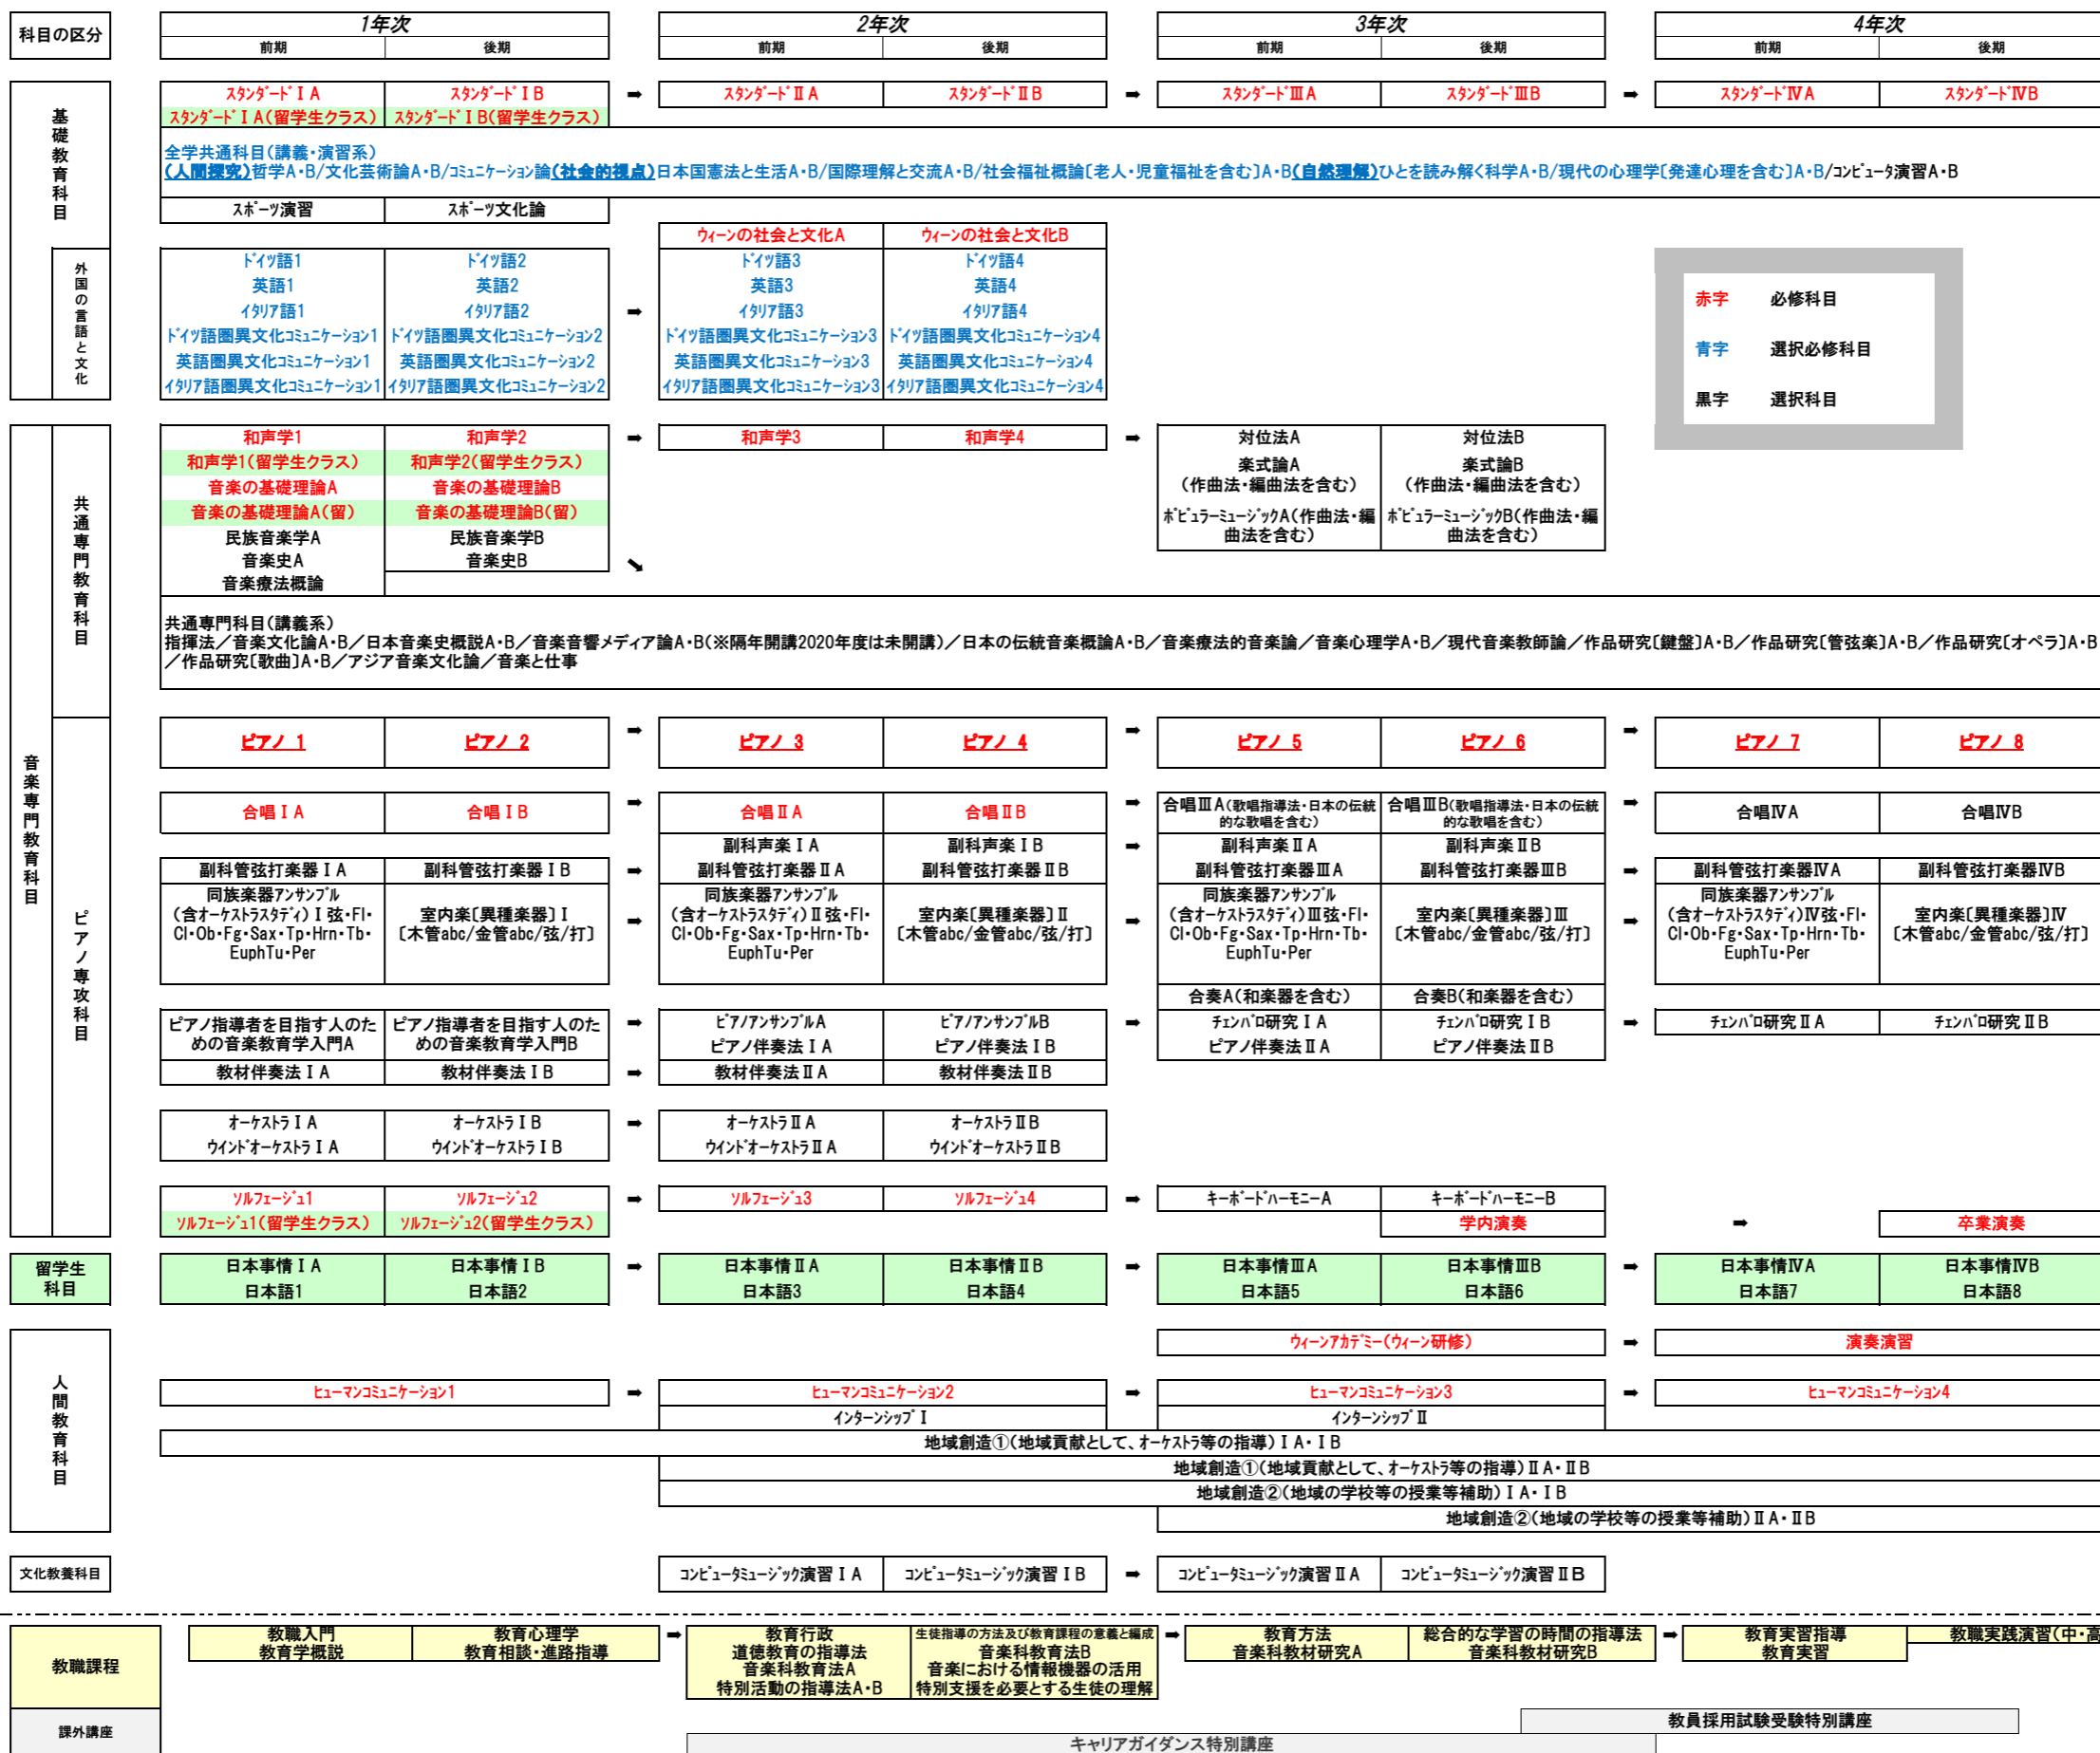 科目の区分
1年次
2年次
3年次
4年次
前期 後期 前期 後期 前期 後期 前期 後期
基礎教育科目
スタンダードⅠA スタンダードⅠB ➡ スタンダードⅡA スタンダードⅡB ➡ スタンダードⅢA スタンダードⅢB ➡ スタンダードⅣA スタンダードⅣB
スタンダードⅠA(留学生クラス) スタンダードⅠB(留学生クラス)
全学共通科目(講義・演習系)
(人間探究)哲学A・B/文化芸術論A・B/コミュニケーション論(社会的視点)日本国憲法と生活A・B/国際理解と交流A・B/社会福祉概論〔老人・児童福祉を含む〕A・B(自然理解)ひとを読み解く科学A・B/現代の心理学〔発達心理を含む〕A・B/コンピュータ演習A・B
スポーツ演習 スポーツ文化論
ウィーンの社会と文化A ウィーンの社会と文化B
外国の言語と文化
ドイツ語1 ドイツ語2 ドイツ語3 ドイツ語4
英語1 英語2 英語3 英語4
イタリア語1 イタリア語2 ➡ イタリア語3 イタリア語4
ドイツ語圏異文化コミュニケーション1 ドイツ語圏異文化コミュニケーション2 ドイツ語圏異文化コミュニケーション3 ドイツ語圏異文化コミュニケーション4
英語圏異文化コミュニケーション1 英語圏異文化コミュニケーション2 英語圏異文化コミュニケーション3 英語圏異文化コミュニケーション4
イタリア語圏異文化コミュニケーション1 イタリア語圏異文化コミュニケーション2 イタリア語圏異文化コミュニケーション3 イタリア語圏異文化コミュニケーション4
赤字 必修科目
青字 選択必修科目
黒字 選択科目
音楽専門教育科目
共通専門教育科目
和声学1 和声学2 ➡ 和声学3 和声学4 ➡ 対位法A 対位法B
和声学1(留学生クラス) 和声学2(留学生クラス) 楽式論A 楽式論B
(作曲法・編曲法を含む) (作曲法・編曲法を含む)
音楽の基礎理論A 音楽の基礎理論B
音楽の基礎理論A(留) 音楽の基礎理論B(留) ポピュラーミュージックA(作曲法・編 ポピュラーミュージックB(作曲法・編
曲法を含む) 曲法を含む)
民族音楽学A 民族音楽学B
音楽史A 音楽史B ➘
音楽療法概論
共通専門科目(講義系)
指揮法/音楽文化論A・B/日本音楽史概説A・B/音楽音響メディア論A・B(※隔年開講2020年度は未開講)/日本の伝統音楽概論A・B/音楽療法的音楽論/音楽心理学A・B/現代音楽教師論/作品研究〔鍵盤〕A・B/作品研究〔管弦楽〕A・B/作品研究〔オペラ〕A・B
/作品研究〔歌曲〕A・B/アジア音楽文化論/音楽と仕事
ピアノ専攻科目
ピアノ 1 ピアノ 2 ➡ ピアノ 3 ピアノ 4 ➡ ピアノ 5 ピアノ 6 ➡ ピアノ 7 ピアノ 8
合唱ⅠA 合唱ⅠB ➡ 合唱ⅡA 合唱ⅡB ➡ 合唱ⅢA(歌唱指導法・日本の伝統 合唱ⅢB(歌唱指導法・日本の伝統 ➡ 合唱ⅣA 合唱ⅣB
的な歌唱を含む) 的な歌唱を含む)
副科声楽ⅠA 副科声楽ⅠB ➡ 副科声楽ⅡA 副科声楽ⅡB
副科管弦打楽器ⅠA 副科管弦打楽器ⅠB ➡ 副科管弦打楽器ⅡA 副科管弦打楽器ⅡB 副科管弦打楽器ⅢA 副科管弦打楽器ⅢB ➡ 副科管弦打楽器ⅣA 副科管弦打楽器ⅣB
同族楽器アンサンブル 同族楽器アンサンブル 同族楽器アンサンブル 同族楽器アンサンブル
(含オーケストラスタディ)Ⅰ弦・Fl・ 室内楽〔異種楽器〕Ⅰ ➡ (含オーケストラスタディ)Ⅱ弦・Fl・ 室内楽〔異種楽器〕Ⅱ ➡ (含オーケストラスタディ)Ⅲ弦・Fl・ 室内楽〔異種楽器〕Ⅲ ➡ (含オーケストラスタディ)Ⅳ弦・Fl・ 室内楽〔異種楽器〕Ⅳ
Cl・Ob・Fg・Sax・Tp・Hrn・Tb・ 〔木管abc/金管abc/弦/打〕 Cl・Ob・Fg・Sax・Tp・Hrn・Tb・ 〔木管abc/金管abc/弦/打〕 Cl・Ob・Fg・Sax・Tp・Hrn・Tb・ 〔木管abc/金管abc/弦/打〕 Cl・Ob・Fg・Sax・Tp・Hrn・Tb・ 〔木管abc/金管abc/弦/打〕
EuphTu・Per EuphTu・Per EuphTu・Per EuphTu・Per
合奏A(和楽器を含む) 合奏B(和楽器を含む)
ピアノ指導者を目指す人のた ピアノ指導者を目指す人のた ➡ ピアノアンサンブルA ピアノアンサンブルB ➡ チェンバロ研究ⅠA チェンバロ研究ⅠB ➡ チェンバロ研究ⅡA チェンバロ研究ⅡB
めの音楽教育学入門A めの音楽教育学入門B ピアノ伴奏法ⅠA ピアノ伴奏法ⅠB ピアノ伴奏法ⅡA ピアノ伴奏法ⅡB
教材伴奏法ⅠA 教材伴奏法ⅠB ➡ 教材伴奏法ⅡA 教材伴奏法ⅡB
オーケストラⅠA オーケストラⅠB ➡ オーケストラⅡA オーケストラⅡB
ウインドオーケストラⅠA ウインドオーケストラⅠB ウインドオーケストラⅡA ウインドオーケストラⅡB
ソルフェージュ1 ソルフェージュ2 ➡ ソルフェージュ3 ソルフェージュ4 ➡ キーボードハーモニーA キーボードハーモニーB
ソルフェージュ1(留学生クラス) ソルフェージュ2(留学生クラス) 学内演奏 ➡ 卒業演奏
留学生
科目
日本事情ⅠA 日本事情ⅠB ➡ 日本事情ⅡA 日本事情ⅡB ➡ 日本事情ⅢA 日本事情ⅢB ➡ 日本事情ⅣA 日本事情ⅣB
日本語1 日本語2 日本語3 日本語4 日本語5 日本語6 日本語7 日本語8
人間教育科目
ウィーンアカデミー(ウィーン研修) ➡ 演奏演習
ヒューマンコミュニケーション1 ➡ ヒューマンコミュニケーション2 ➡ ヒューマンコミュニケーション3 ➡ ヒューマンコミュニケーション4
インターンシップⅠ インターンシップⅡ
地域創造①(地域貢献として、オーケストラ等の指導)ⅠA・ⅠB
地域創造①(地域貢献として、オーケストラ等の指導)ⅡA・ⅡB
地域創造②(地域の学校等の授業等補助)ⅠA・ⅠB
地域創造②(地域の学校等の授業等補助)ⅡA・ⅡB
文化教養科目
コンピュータミュージック演習ⅠA コンピュータミュージック演習ⅠB ➡ コンピュータミュージック演習ⅡA コンピュータミュージック演習ⅡB
教職課程
教職入門 教育心理学 ➡ 教育行政 生徒指導の方法及び教育課程の意義と編成 ➡ 教育方法 総合的な学習の時間の指導法 ➡ 教育実習指導 教職実践演習(中・高
教育学概説 教育相談・進路指導 道徳教育の指導法 音楽科教育法B 音楽科教材研究A 音楽科教材研究B 教育実習
音楽科教育法A 音楽における情報機器の活用
特別活動の指導法A・B 特別支援を必要とする生徒の理解
課外講座
教員採用試験受験特別講座
キャリアガイダンス特別講座